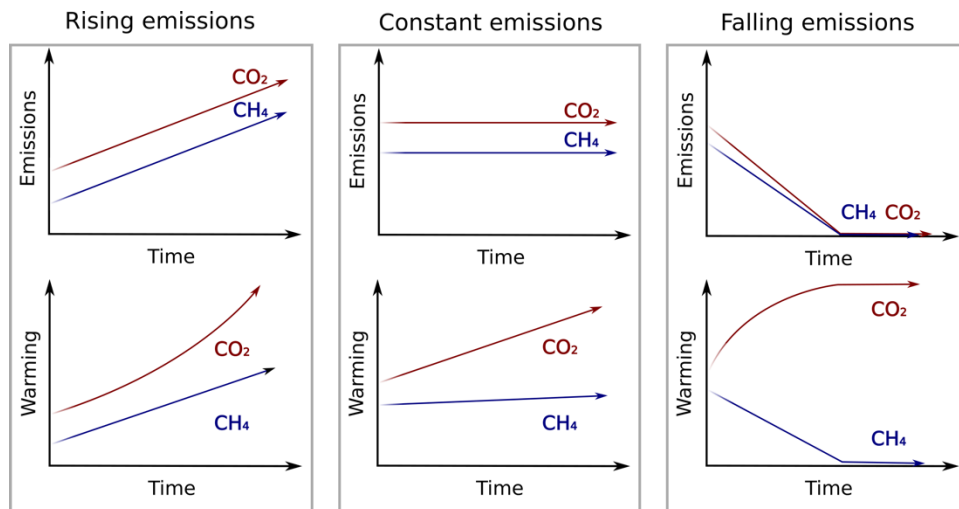 Rising emissions
Constant emissions
Falling emissions
Emissions
CO₂
CH₄
Time
Emissions
CO₂
CH₄
Time
Emissions
CH₄ CO₂
Time
Warming
CO₂
CH₄
Time
Warming
CO₂
CH₄
Time
Warming
CO₂
CH₄
Time